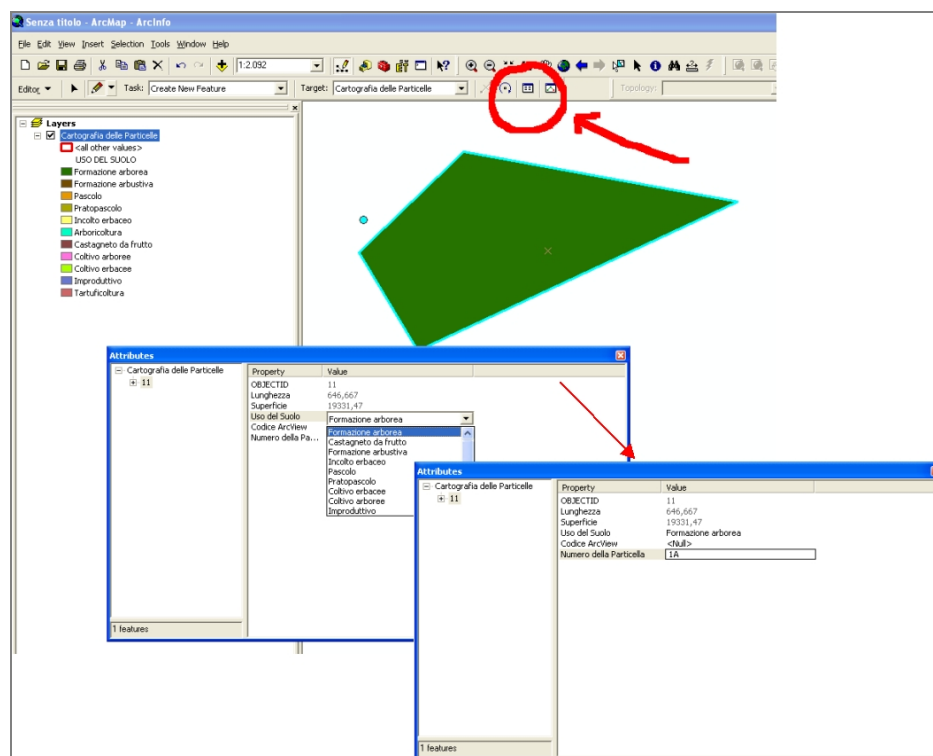 Senza titolo - ArcMap - ArcInfo
File Edit View Insert Selection Tools Window Help
1:2.092
Editor Task: Create New Feature Target: Cartografia delle Particelle Topology:
Layers
Cartografia delle Particelle
<all other values>
USO DEL SUOLO
Formazione arborea
Formazione arbustiva
Pascolo
Pratopascolo
Incolto erbaceo
Arboricoltura
Castagneto da frutto
Coltivo arboree
Coltivo erbacee
Improduttivo
Tartuficoltura
Attributes
Cartografia delle Particelle
11
Property Value
OBJECTID 11
Lunghezza 646,667
Superficie 19331,47
Uso del Suolo Formazione arborea
Codice ArcView
Numero della Pa...
Formazione arborea
Castagneto da frutto
Formazione arbustiva
Incolto erbaceo
Pascolo
Pratopascolo
Coltivo erbacee
Coltivo arboree
Improduttivo
1 features
Attributes
Cartografia delle Particelle
11
Property Value
OBJECTID 11
Lunghezza 646,667
Superficie 19331,47
Uso del Suolo Formazione arborea
Codice ArcView <Null>
Numero della Particella 1A
1 features